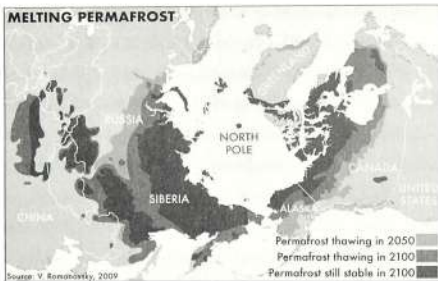 MELTING PERMAFROST
RUSSIA
NORTH
POLE
CANADA
UNITED
STATES
SIBERIA
ALASKA
CHINA
Permafrost thawing in 2050
Permafrost thawing in 2100
Permafrost still stable in 2100
Source: V. Romanovsky, 2009